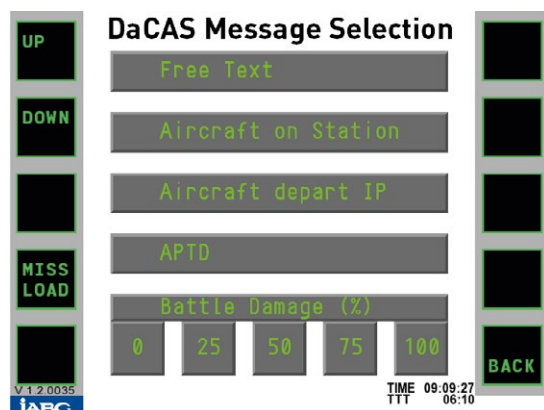 DaCAS Message Selection
UP
Free Text
DOWN
Aircraft on Station
Aircraft depart IP
MISS
LOAD
APTD
Battle Damage (%)
0 25 50 75 100
BACK
V 1.2.0035
TIME 09:09:27
TTT 06:10
iABG